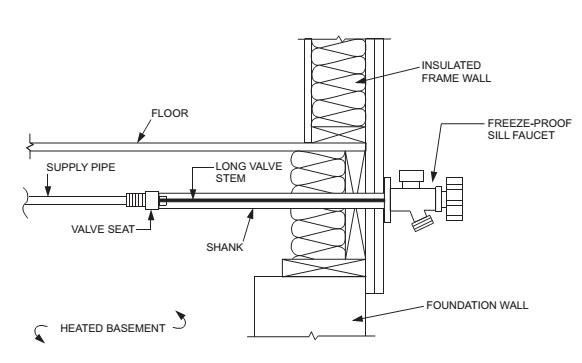 INSULATED
FRAME WALL
FLOOR
FREEZE-PROOF
SILL FAUCET
SUPPLY PIPE
LONG VALVE
STEM
VALVE SEAT
SHANK
FOUNDATION WALL
HEATED BASEMENT